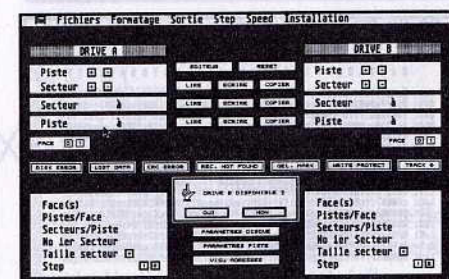 Fichiers Formatage Sortie Step Speed Installation
DRIVE A
DRIVE B
EDITEUR RESET
Piste
Secteur
LIRE ECRIRE COPIER
Piste
Secteur
Secteur à
LIRE ECRIRE COPIER
Secteur à
Piste à
LIRE ECRIRE COPIER
Piste à
FACE 0 1
FACE 0 1
DISK ERROR LOST DATA CRC ERROR REC. NOT FOUND DEL. MARK WRITE PROTECT TRACK 0
DRIVE B DISPONIBLE ?
OUI NON
Face(s)
Pistes/Face
Secteurs/Piste
No 1er Secteur
Taille secteur
Step
PARAMETRES DISQUE
PARAMETRES PISTE
VISU ADRESSES
Face(s)
Pistes/Face
Secteurs/Piste
No 1er Secteur
Taille secteur
Step